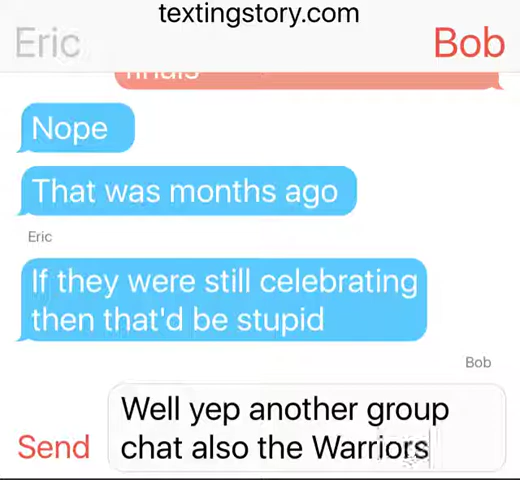 textingstory.com
Eric
Bob
finals
Nope
That was months ago
Eric
If they were still celebrating
then that'd be stupid
Bob
Well yep another group
chat also the Warriors
Send